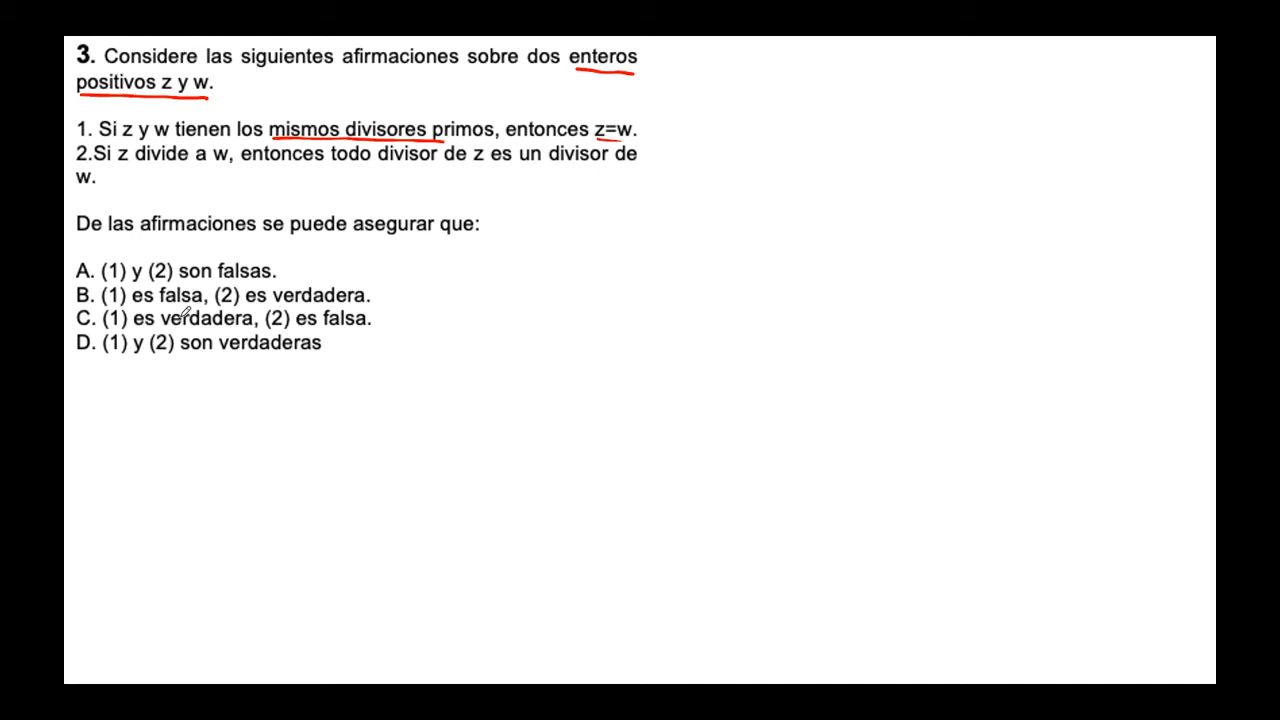 3. Considere las siguientes afirmaciones sobre dos enteros
positivos z y w.
1. Si z y w tienen los mismos divisores primos, entonces z=w.
2.Si z divide a w, entonces todo divisor de z es un divisor de
w.
De las afirmaciones se puede asegurar que:
A. (1) y (2) son falsas.
B. (1) es falsa, (2) es verdadera.
C. (1) es verdadera, (2) es falsa.
D. (1) y (2) son verdaderas